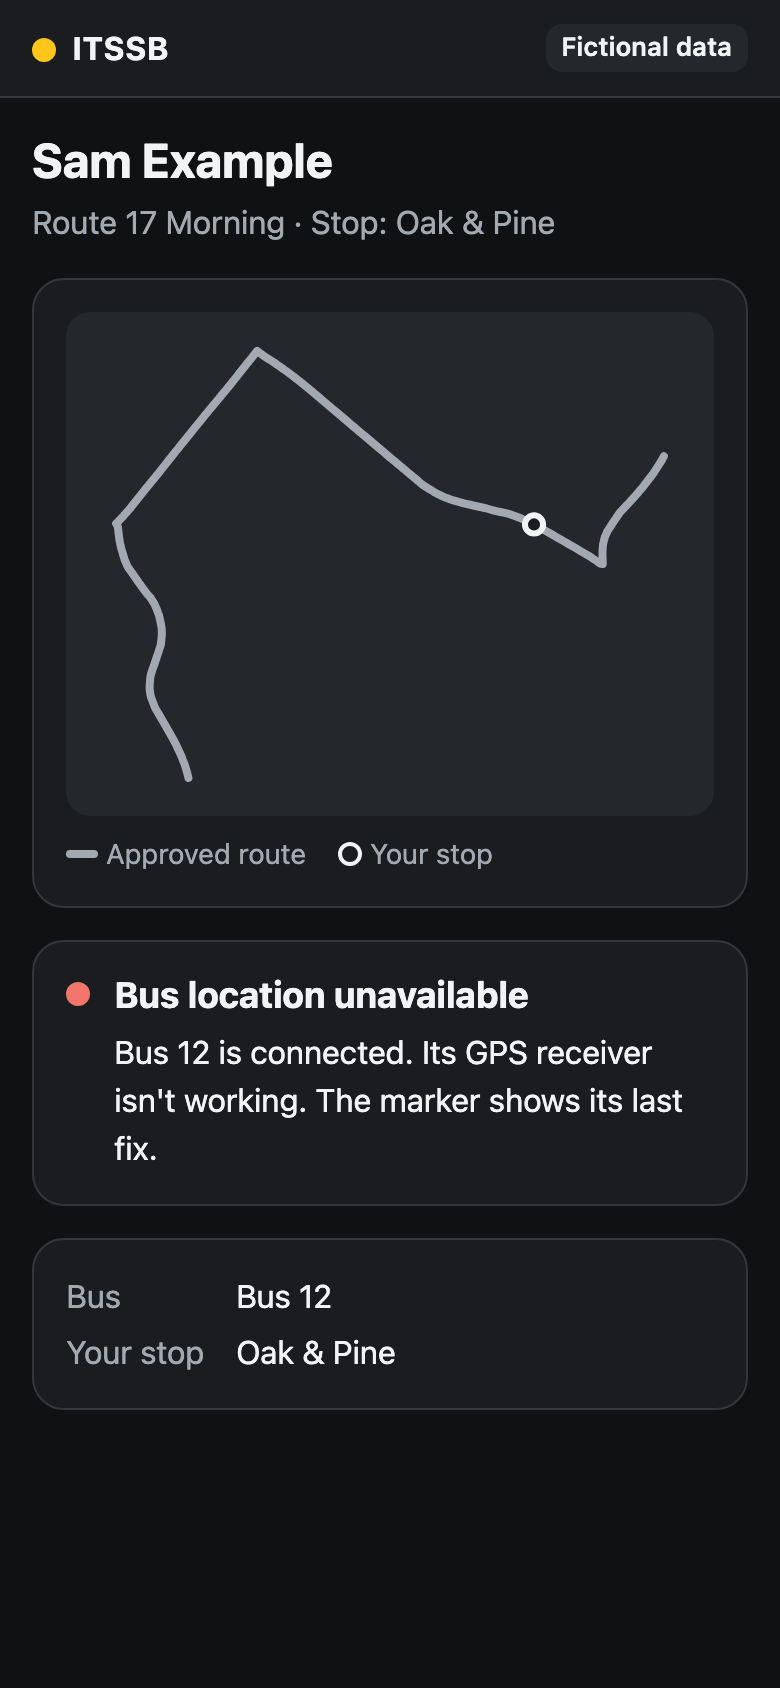 ITSSB
Fictional data
Sam Example
Route 17 Morning · Stop: Oak & Pine
Approved route
Your stop
Bus location unavailable
Bus 12 is connected. Its GPS receiver
isn't working. The marker shows its last
fix.
Bus Bus 12
Your stop Oak & Pine